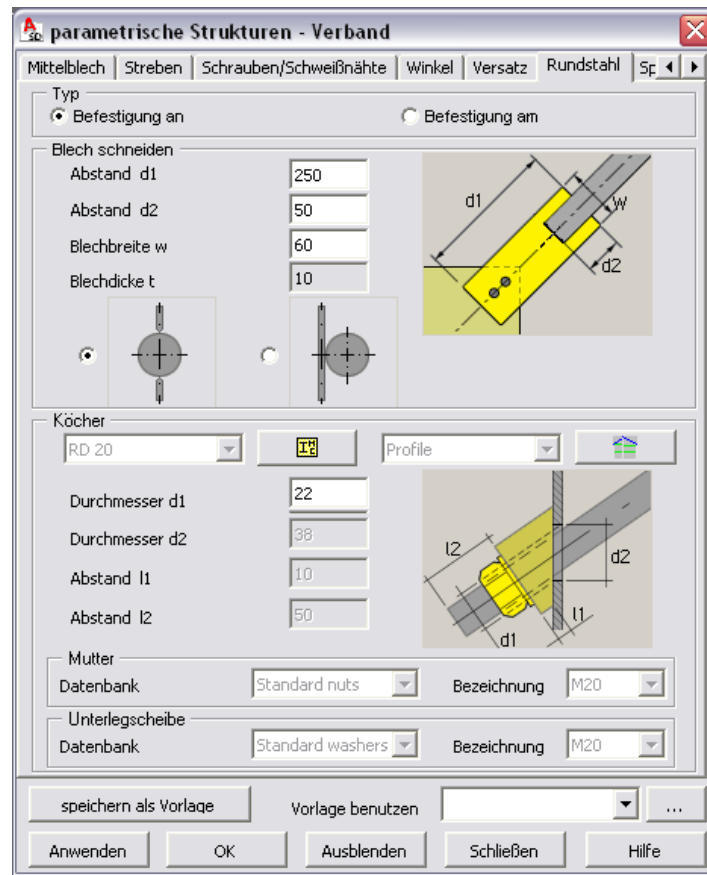 parametrische Strukturen - Verband
Mittelblech Streben Schrauben/Schweißnähte Winkel Versatz Rundstahl
Typ
Befestigung an Befestigung am
Blech schneiden
Abstand d1 250
Abstand d2 50
Blechbreite w 60
Blechdicke t 10
d1 W d2
Köcher
RD 20 Profile
Durchmesser d1 22
Durchmesser d2 38
Abstand l1 10
Abstand l2 50
l2 d2 l1 d1
Mutter
Datenbank Standard nuts Bezeichnung M20
Unterlegscheibe
Datenbank Standard washers Bezeichnung M20
speichern als Vorlage Vorlage benutzen ...
Anwenden OK Ausblenden Schließen Hilfe